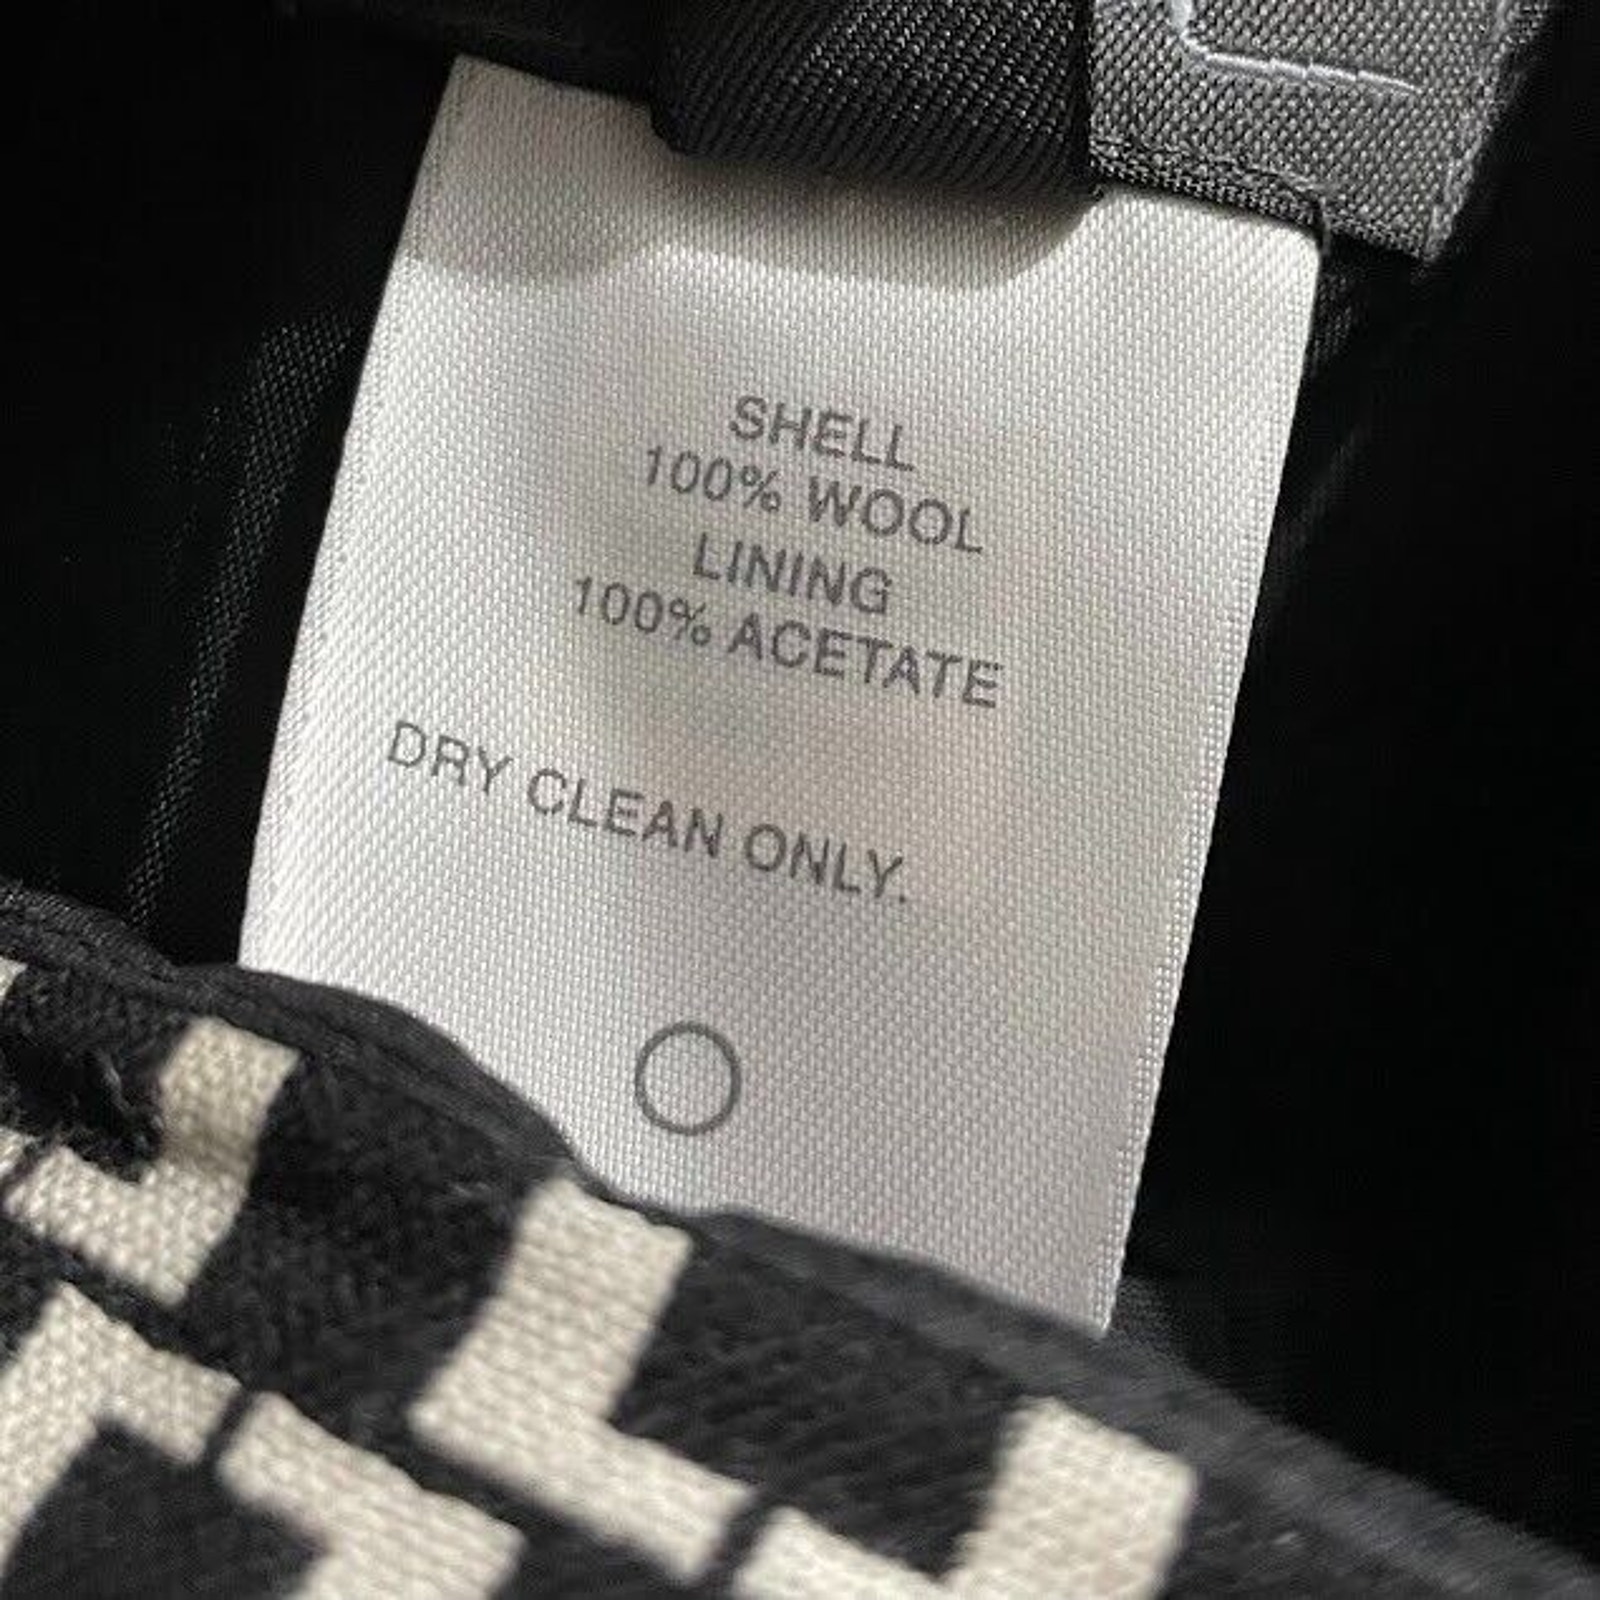 SHELL
100% WOOL
LINING
100% ACETATE
DRY CLEAN ONLY.